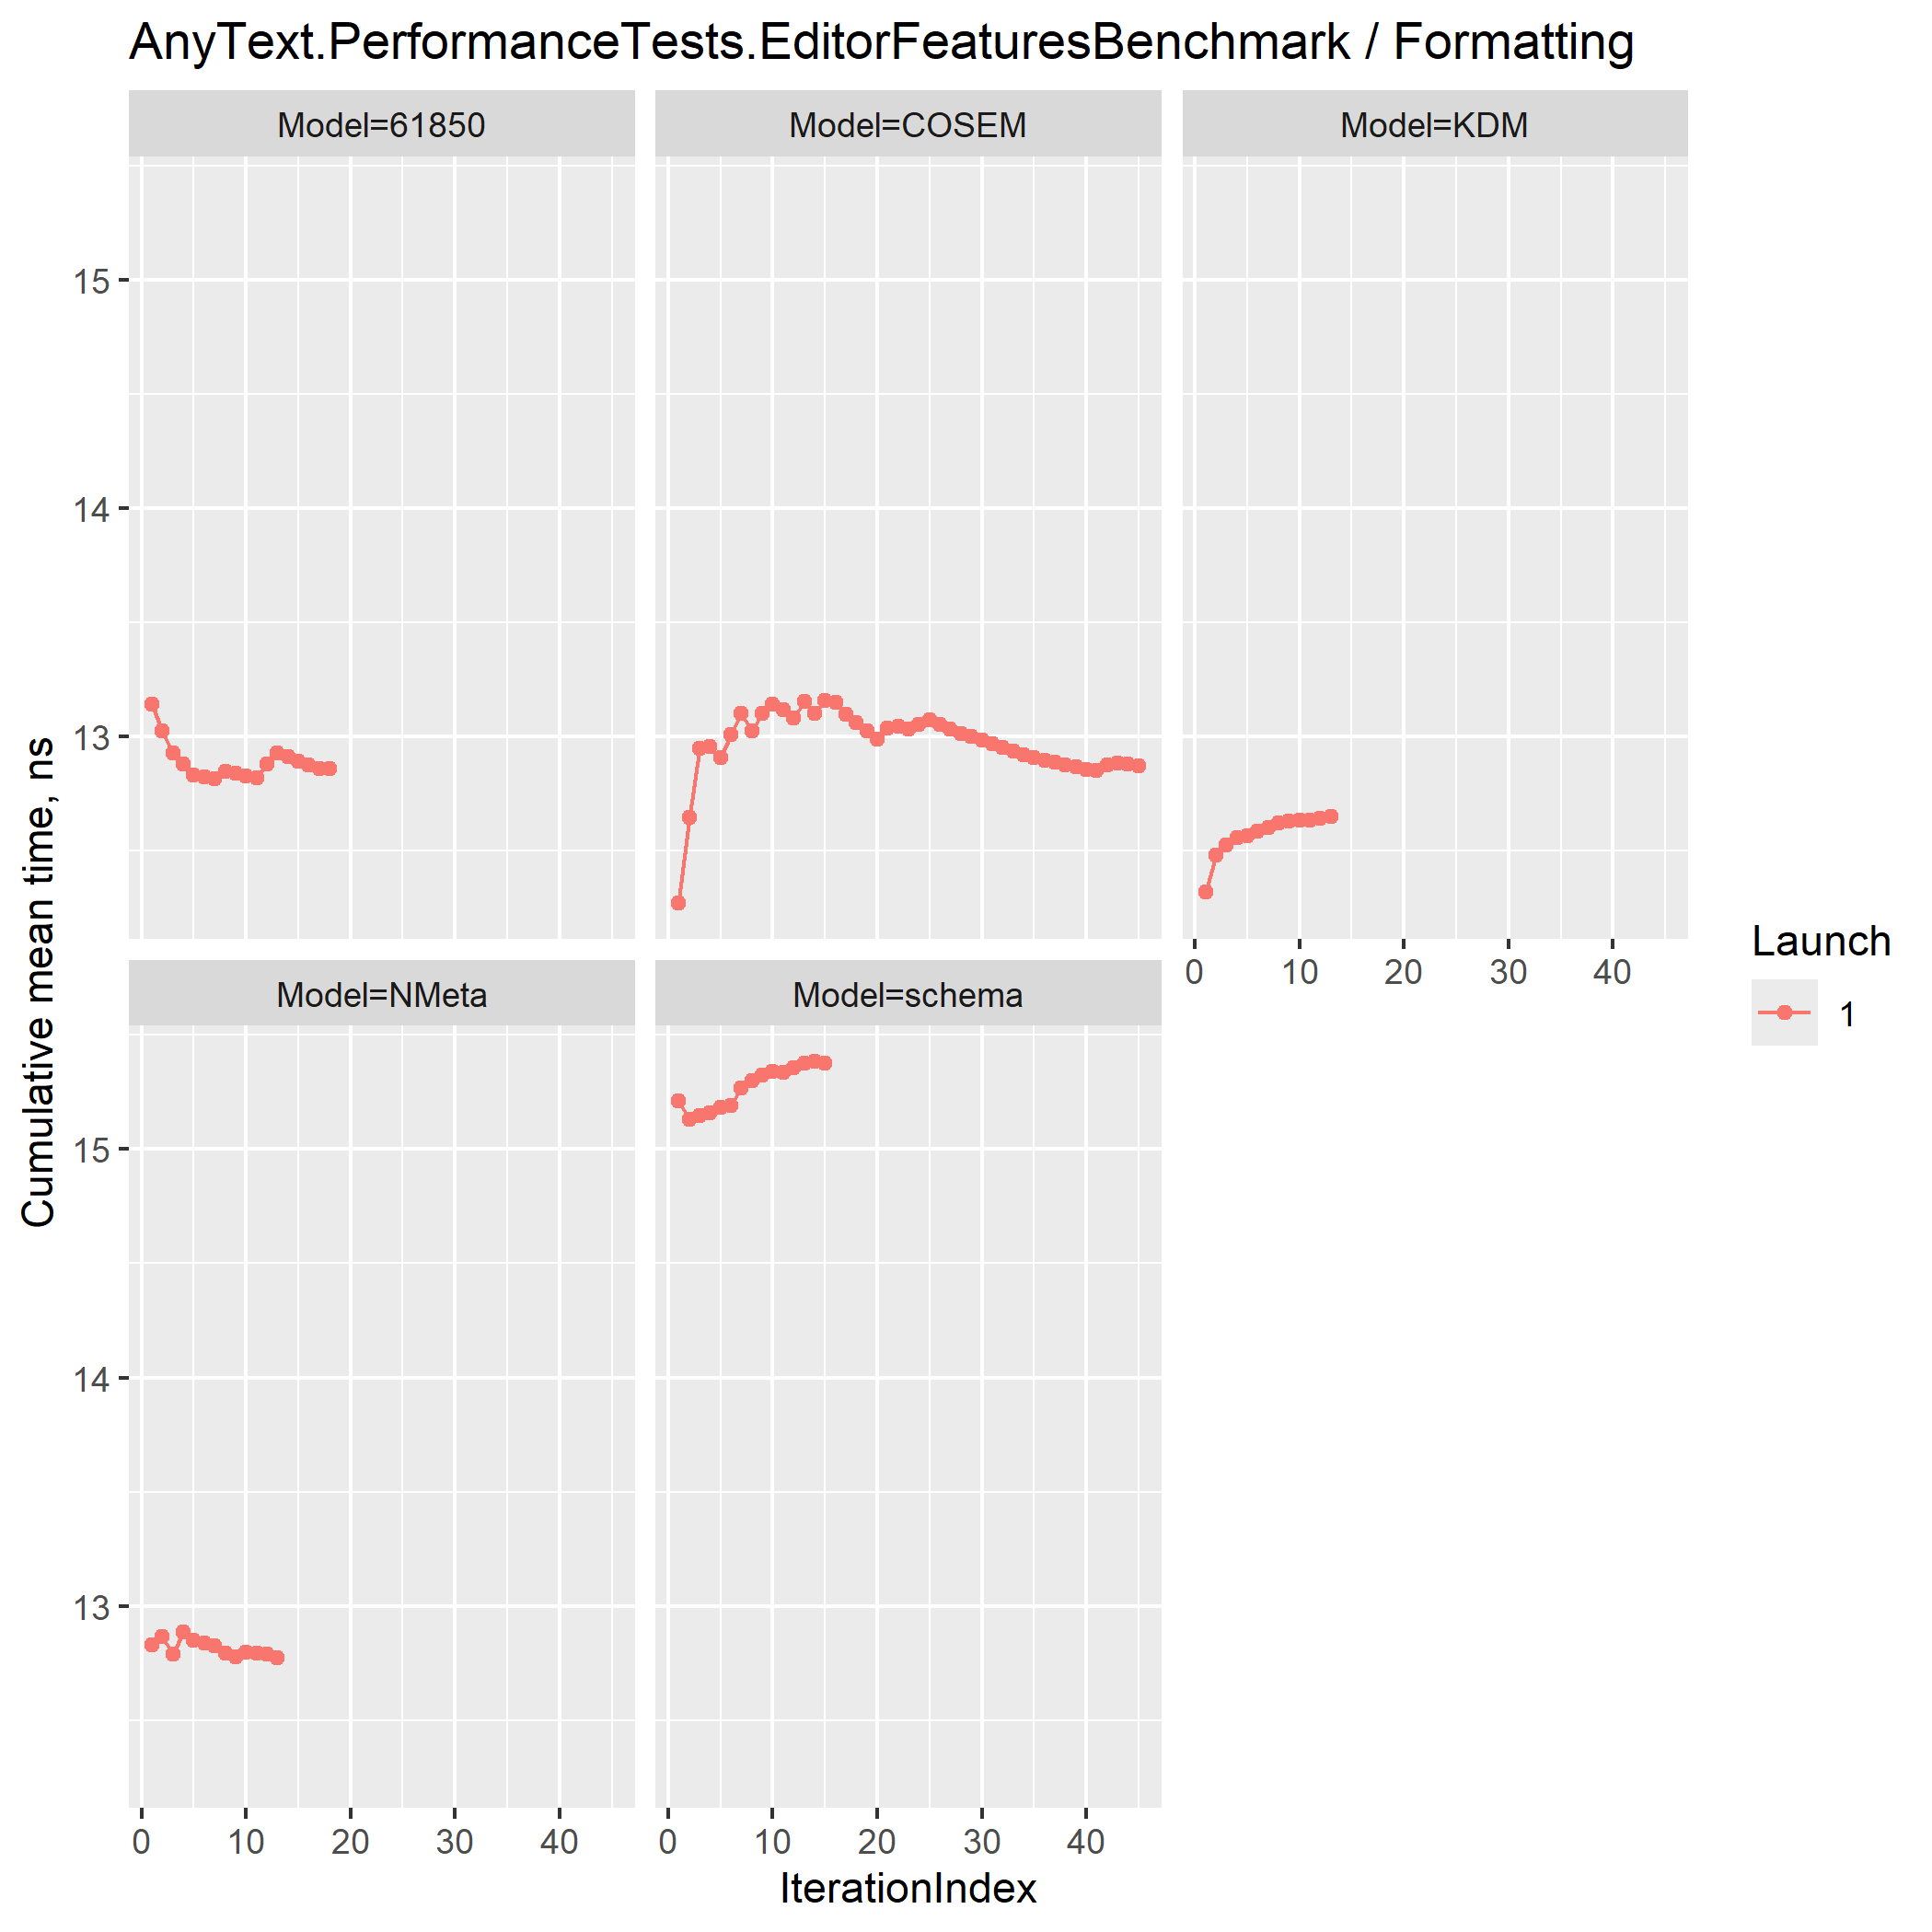 AnyText.PerformanceTests.EditorFeaturesBenchmark / Formatting
Model=61850
Model=COSEM
Model=KDM
15
14
13
0 10 20 30 40
Model=NMeta
Model=schema
15
14
13
0 10 20 30 40
0 10 20 30 40
IterationIndex
Cumulative mean time, ns
Launch
1